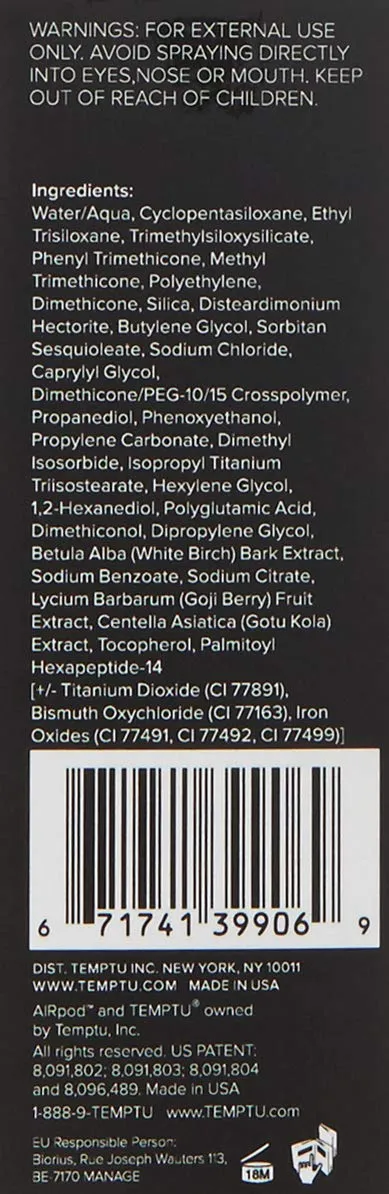 WARNINGS: FOR EXTERNAL USE
ONLY. AVOID SPRAYING DIRECTLY
INTO EYES,NOSE OR MOUTH. KEEP
OUT OF REACH OF CHILDREN.
Ingredients:
Water/Aqua, Cyclopentasiloxane, Ethyl
Trisiloxane, Trimethylsiloxysilicate,
Phenyl Trimethicone, Methyl
Trimethicone, Polyethylene,
Dimethicone, Silica, Disteardimonium
Hectorite, Butylene Glycol, Sorbitan
Sesquioleate, Sodium Chloride,
Caprylyl Glycol,
Dimethicone/PEG-10/15 Crosspolymer,
Propanediol, Phenoxyethanol,
Propylene Carbonate, Dimethyl
Isosorbide, Isopropyl Titanium
Triisostearate, Hexylene Glycol,
1,2-Hexanediol, Polyglutamic Acid,
Dimethiconol, Dipropylene Glycol,
Betula Alba (White Birch) Bark Extract,
Sodium Benzoate, Sodium Citrate,
Lycium Barbarum (Goji Berry) Fruit
Extract, Centella Asiatica (Gotu Kola)
Extract, Tocopherol, Palmitoyl
Hexapeptide-14
[+/- Titanium Dioxide (CI 77891),
Bismuth Oxychloride (CI 77163), Iron
Oxides (CI 77491, CI 77492, CI 77499)]
6 71741 39906 9
DIST. TEMPTU INC. NEW YORK, NY 10011
WWW.TEMPTU.COM MADE IN USA
AIRpod™ and TEMPTU® owned
by Temptu, Inc.
All rights reserved. US PATENT:
8,091,802; 8,091,803; 8,091,804
and 8,096,489. Made in USA
1-888-9-TEMPTU www.TEMPTU.com
EU Responsible Person:
Biorius, Rue Joseph Wauters 113,
BE-7170 MANAGE
18M